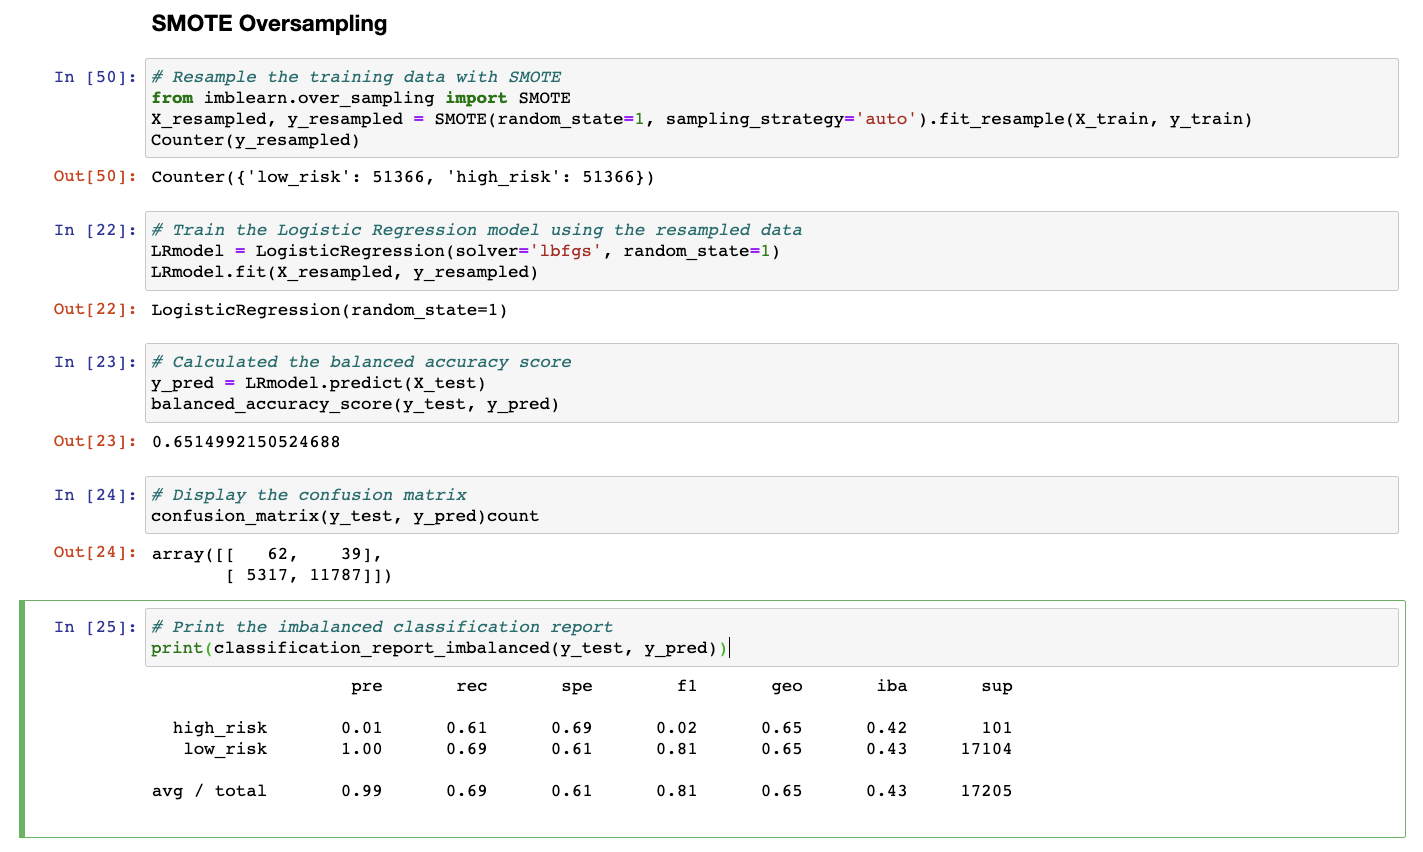 SMOTE Oversampling
In [50]:
# Resample the training data with SMOTE
from imblearn.over_sampling import SMOTE
X_resampled, y_resampled = SMOTE(random_state=1, sampling_strategy='auto').fit_resample(X_train, y_train)
Counter(y_resampled)
Out[50]: Counter({'low_risk': 51366, 'high_risk': 51366})
In [22]:
# Train the Logistic Regression model using the resampled data
LRmodel = LogisticRegression(solver='lbfgs', random_state=1)
LRmodel.fit(X_resampled, y_resampled)
Out[22]: LogisticRegression(random_state=1)
In [23]:
# Calculated the balanced accuracy score
y_pred = LRmodel.predict(X_test)
balanced_accuracy_score(y_test, y_pred)
Out[23]: 0.6514992150524688
In [24]:
# Display the confusion matrix
confusion_matrix(y_test, y_pred)count
Out[24]: array([[   62,    39],
       [ 5317, 11787]])
In [25]:
# Print the imbalanced classification report
print(classification_report_imbalanced(y_test, y_pred))
pre rec spe f1 geo iba sup
high_risk 0.01 0.61 0.69 0.02 0.65 0.42 101
low_risk 1.00 0.69 0.61 0.81 0.65 0.43 17104
avg / total 0.99 0.69 0.61 0.81 0.65 0.43 17205